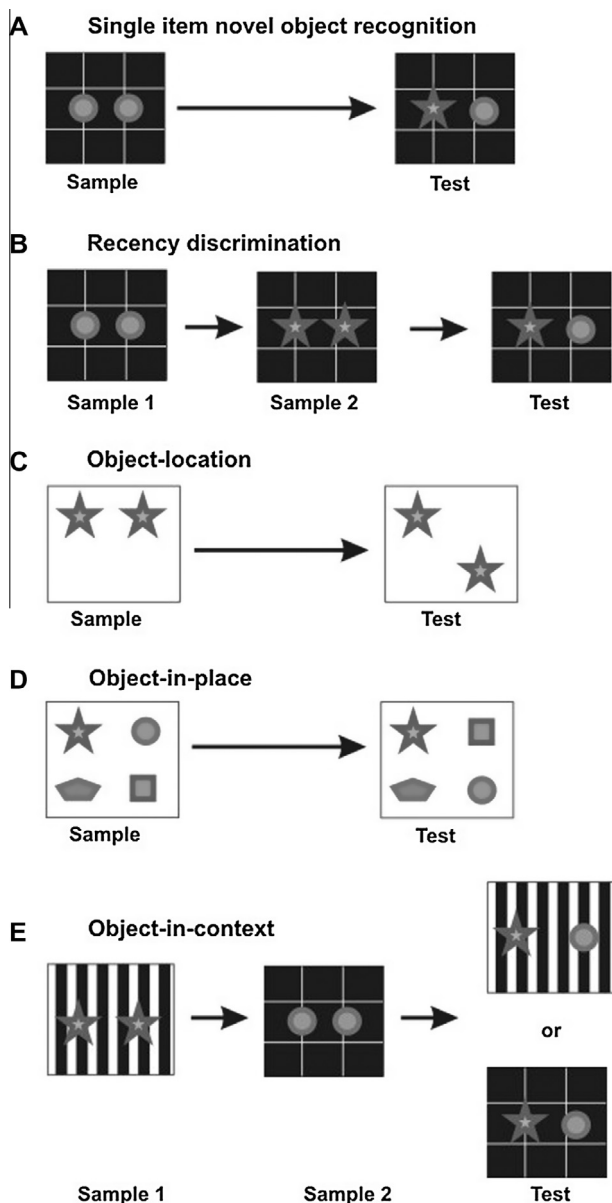 A Single item novel object recognition
Sample Test
B Recency discrimination
Sample 1 Sample 2 Test
C Object-location
Sample Test
D Object-in-place
Sample Test
E Object-in-context
or
Sample 1 Sample 2 Test